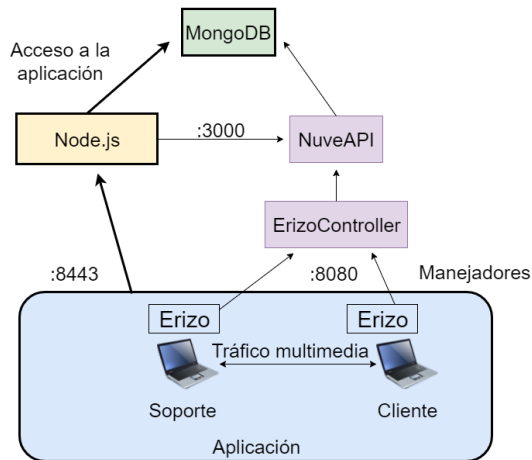 MongoDB
Acceso a la
aplicación
Node.js
:3000
NuveAPI
ErizoController
:8443
:8080
Manejadores
Erizo
Erizo
Tráfico multimedia
Soporte
Cliente
Aplicación